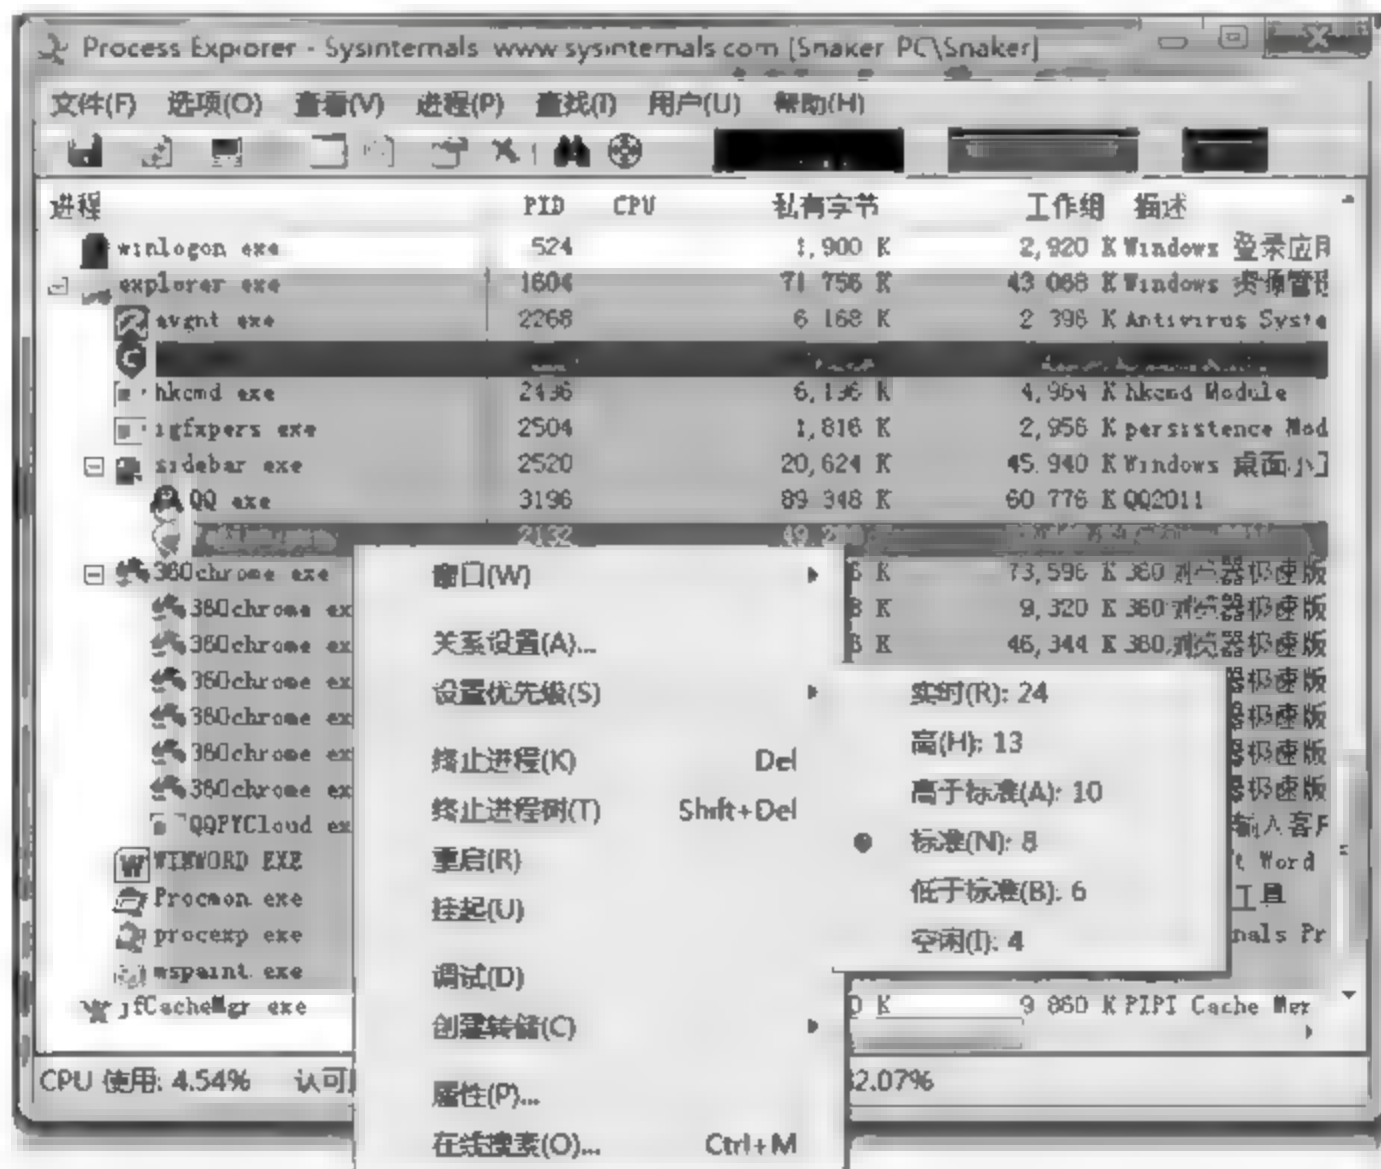 Process Explorer - Sysinternals www sysinternals com [Snaker PC\Snaker]
文件(F) 选项(O) 查看(V) 进程(P) 查找(I) 用户(U) 帮助(H)
进程 PID CPU 私有字节 工作组 描述
winlogon exe 524 1,900 K 2,920 K Windows 登录应用
explorer exe 1604 71 756 K 43 068 K Windows 资源管理
avgnt exe 2268 6 168 K 2 396 K Antivirus Syste
hkcmd exe 2436 6,136 K 4,964 K hkcmd Module
igfxpers exe 2504 1,816 K 2,956 K persistence Mod
sidebar exe 2520 20,624 K 45.940 K Windows 桌面小工
QQ exe 3196 89 348 K 60 776 K QQ2011
2132
360chrome exe K 73,596 K 360 浏览器极速版
360chrome ex K 9,320 K 360 浏览器极速版
360chrome ex K 46,344 K 360 浏览器极速版
360chrome ex 器极速版
360chrome ex 器极速版
360chrome ex 器极速版
360chrome ex 器极速版
QQPYCloud ex 输入客户
WINWORD EXE t Word
Procmon exe 工具
procexp exe nals Pr
mspaint exe
jfCacheMgr exe 0 K 9 860 K PIPI Cache Mgr
CPU 使用: 4.54% 认可 2.07%
窗口(W)
关系设置(A)...
设置优先级(S)
终止进程(K) Del
终止进程树(T) Shift+Del
重启(R)
挂起(U)
调试(D)
创建转储(C)
属性(P)...
在线搜索(O)... Ctrl+M
实时(R): 24
高(H): 13
高于标准(A): 10
标准(N): 8
低于标准(B): 6
空闲(I): 4